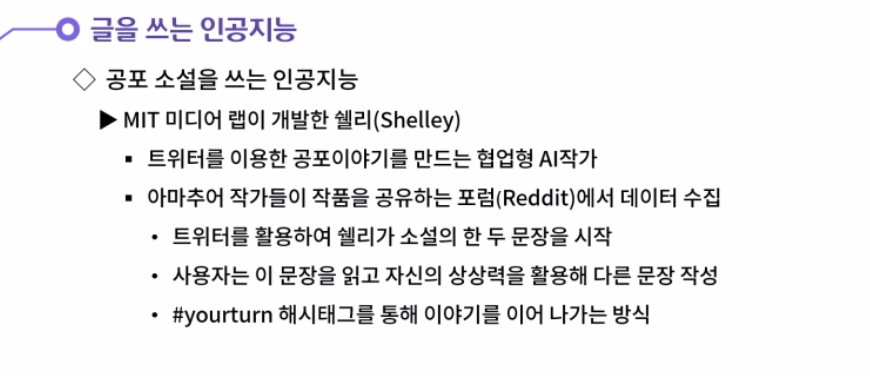 글을 쓰는 인공지능
◇ 공포 소설을 쓰는 인공지능
▶ MIT 미디어 랩이 개발한 쉘리(Shelley)
▪ 트위터를 이용한 공포이야기를 만드는 협업형 AI작가
▪ 아마추어 작가들이 작품을 공유하는 포럼(Reddit)에서 데이터 수집
• 트위터를 활용하여 쉘리가 소설의 한 두 문장을 시작
• 사용자는 이 문장을 읽고 자신의 상상력을 활용해 다른 문장 작성
• #yourturn 해시태그를 통해 이야기를 이어 나가는 방식